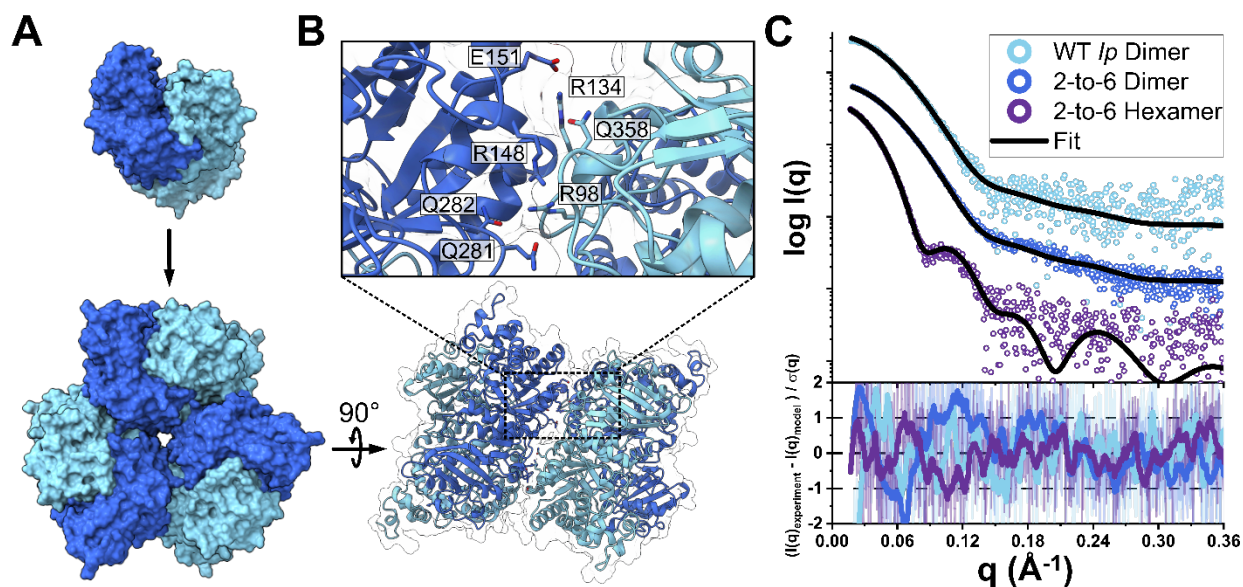 A
B
C
E151
R134
Q358
R148
R98
Q282
Q281
90°
WT Ip Dimer
2-to-6 Dimer
2-to-6 Hexamer
Fit
log I(q)
2
1
0
-1
-2
(I(q)experiment - I(q)model ) / σ(q)
0.00 0.06 0.12 0.18 0.24 0.30 0.36
q (Å-1)